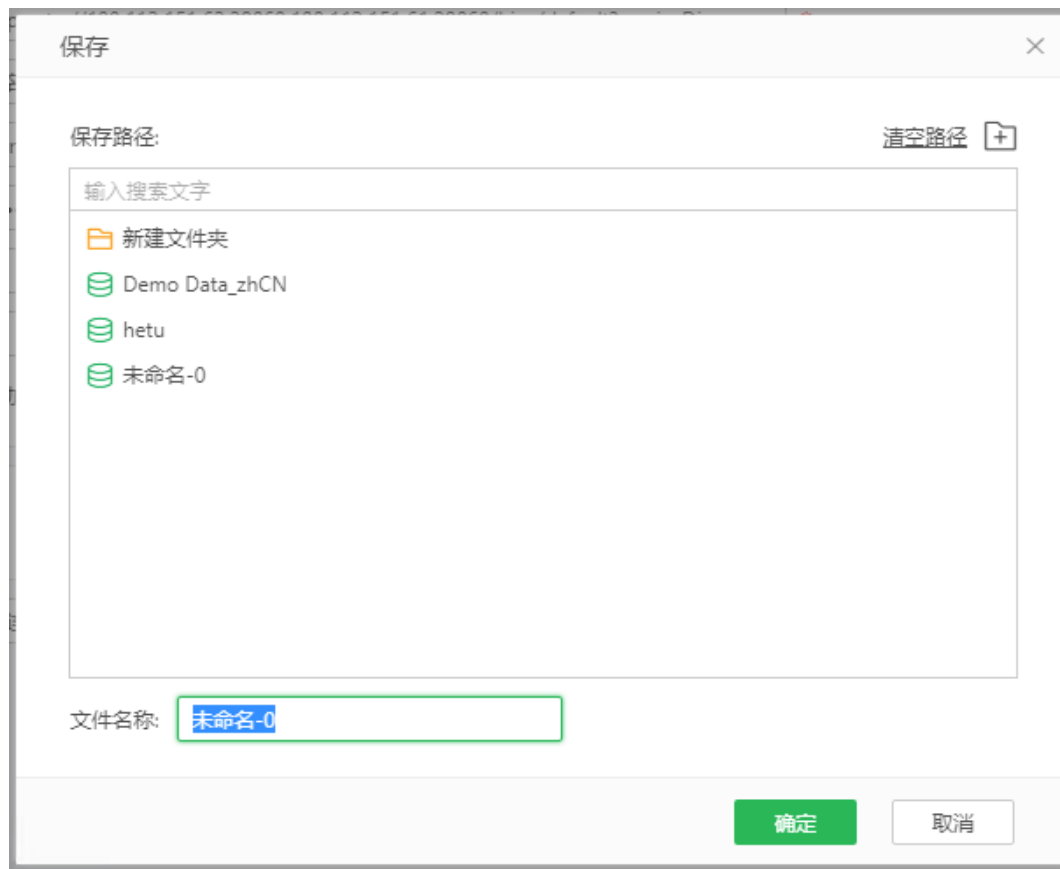 保存
保存路径:
清空路径
输入搜索文字
新建文件夹
Demo Data_zhCN
hetu
未命名-0
文件名称:
未命名-0
确定
取消